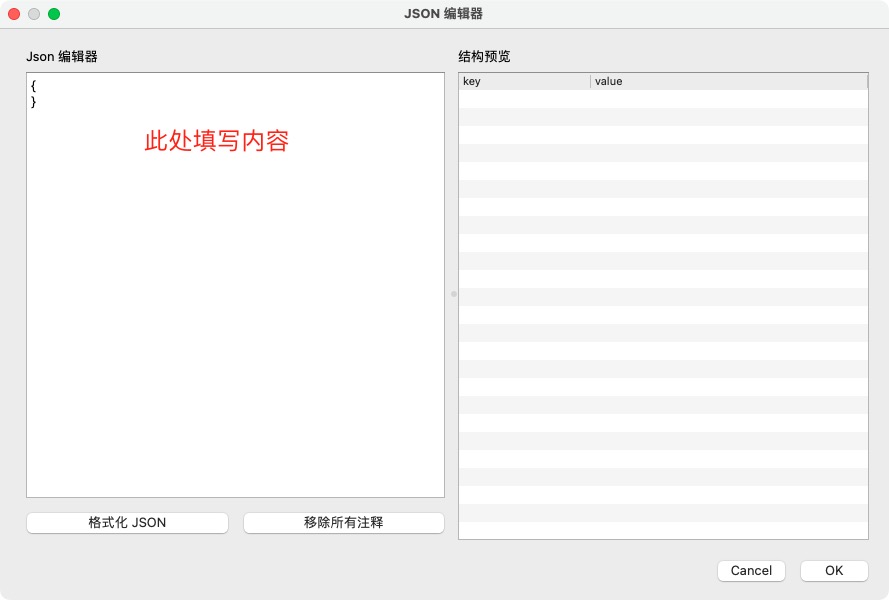 JSON 编辑器
Json 编辑器
结构预览
{
}
此处填写内容
key
value
格式化 JSON
移除所有注释
Cancel
OK